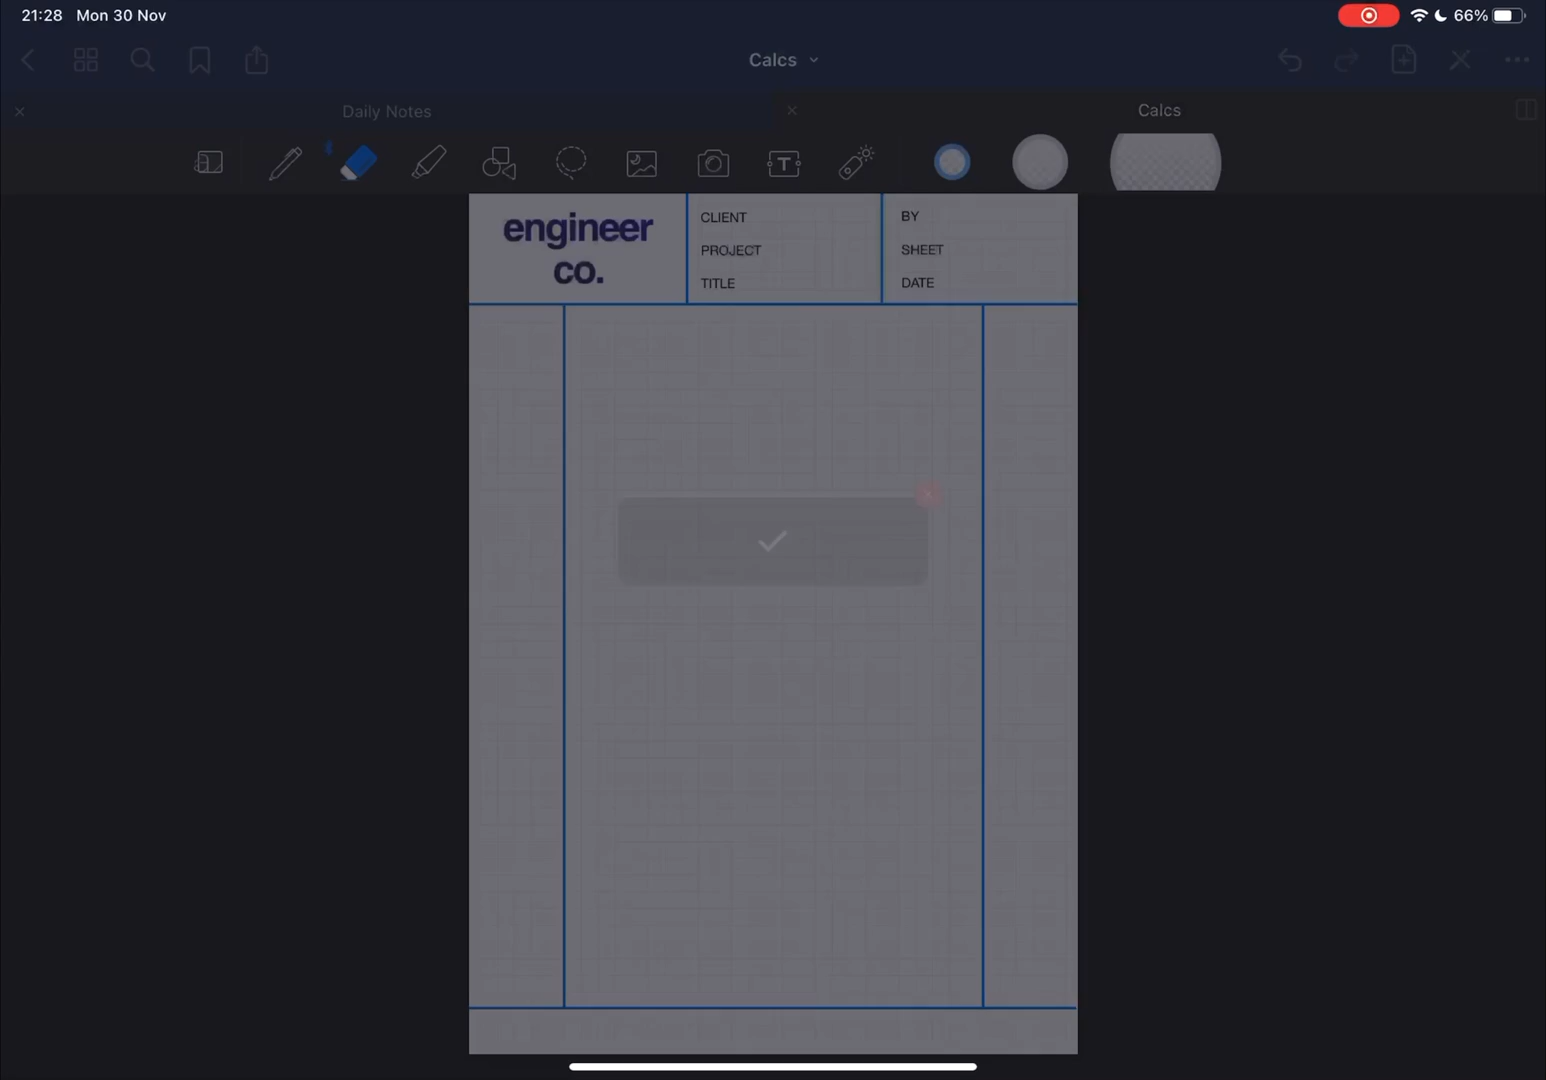 21:28 Mon 30 Nov
66%
Calcs
Daily Notes
Calcs
T
engineer
co.
CLIENT
PROJECT
TITLE
BY
SHEET
DATE